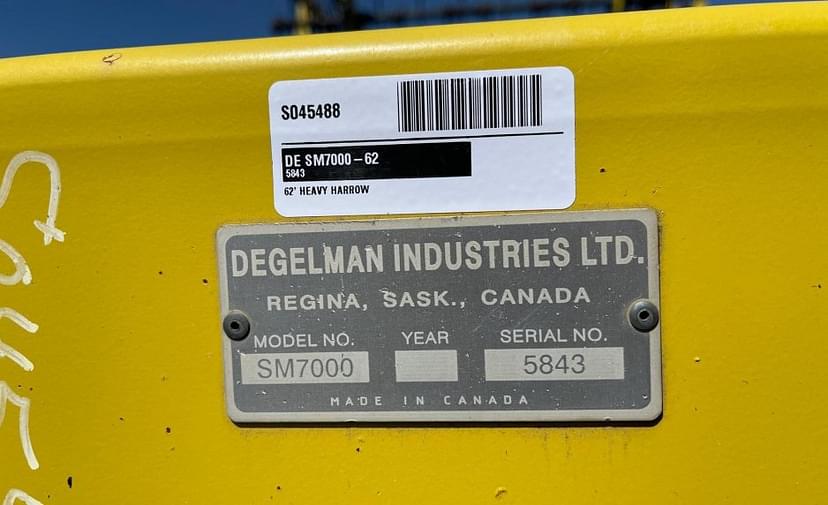 S045488
DE SM7000-62
5843
62' HEAVY HARROW
DEGELMAN INDUSTRIES LTD.
REGINA, SASK., CANADA
MODEL NO. YEAR SERIAL NO.
SM7000 5843
MADE IN CANADA